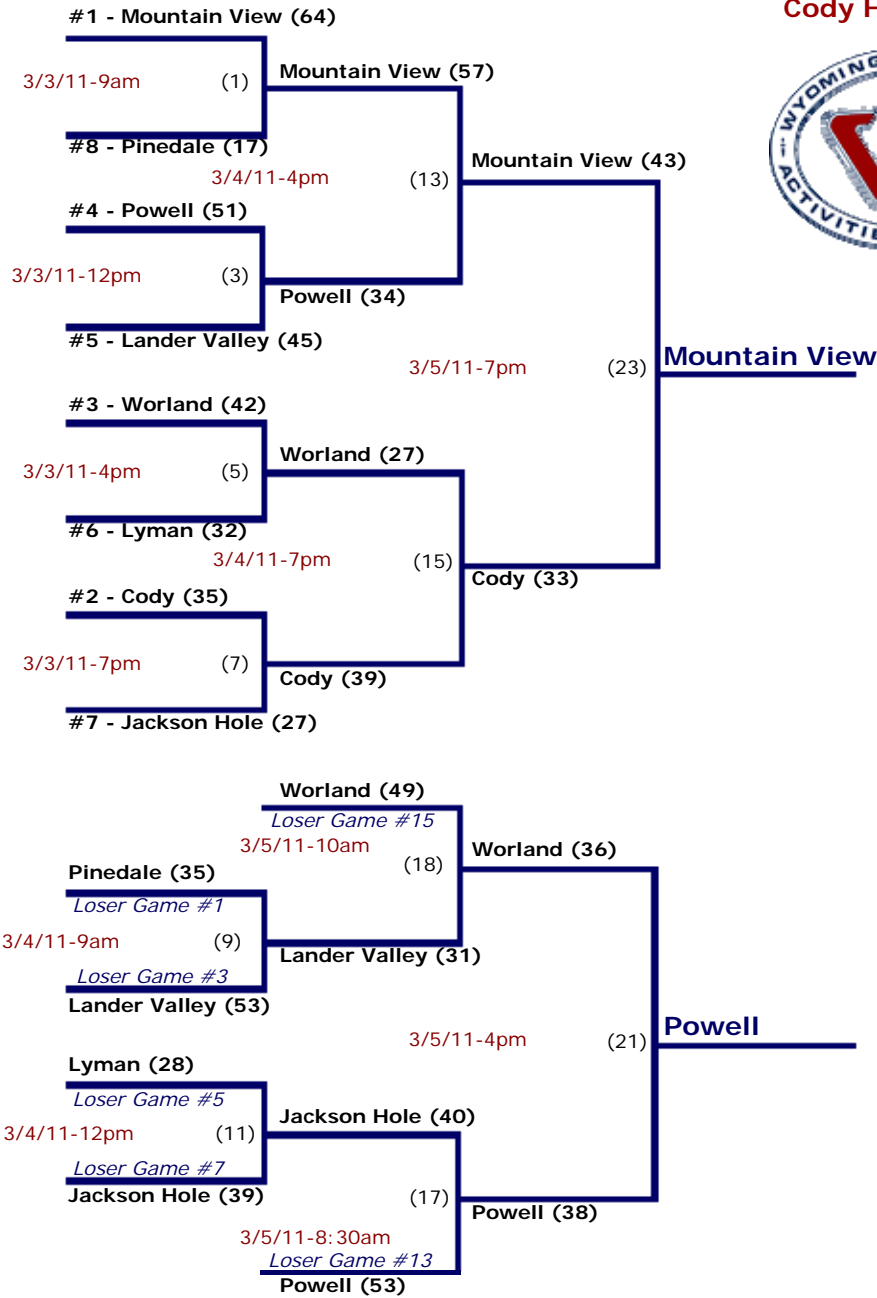 Cody H
#1 - Mountain View (64)
3/3/11-9am
(1)
Mountain View (57)
#8 - Pinedale (17)
3/4/11-4pm
(13)
Mountain View (43)
WYOMING
ACTIVITIES
#4 - Powell (51)
3/3/11-12pm
(3)
Powell (34)
#5 - Lander Valley (45)
3/5/11-7pm
(23)
Mountain View
#3 - Worland (42)
3/3/11-4pm
(5)
Worland (27)
#6 - Lyman (32)
3/4/11-7pm
(15)
Cody (33)
#2 - Cody (35)
3/3/11-7pm
(7)
Cody (39)
#7 - Jackson Hole (27)
Worland (49)
Loser Game #15
3/5/11-10am
(18)
Worland (36)
Pinedale (35)
Loser Game #1
3/4/11-9am
(9)
Lander Valley (31)
Loser Game #3
Lander Valley (53)
3/5/11-4pm
(21)
Powell
Lyman (28)
Loser Game #5
3/4/11-12pm
(11)
Jackson Hole (40)
Loser Game #7
Jackson Hole (39)
(17)
Powell (38)
3/5/11-8:30am
Loser Game #13
Powell (53)